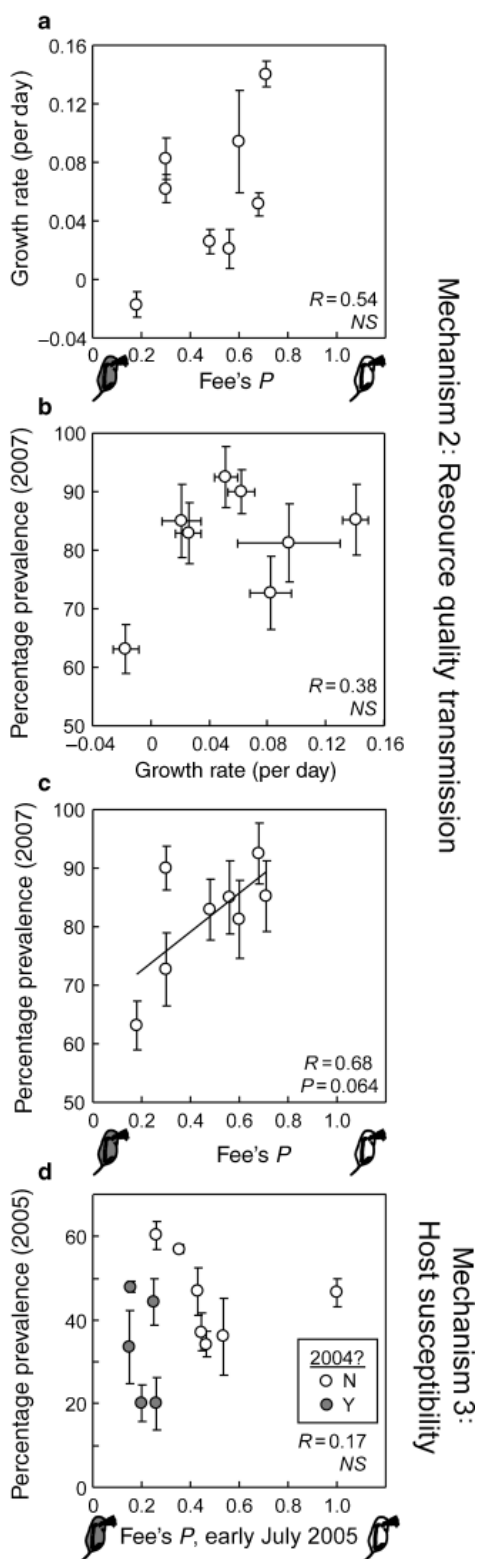 a
0.16
0.12
0.08
0.04
0
−0.04
Growth rate (per day)
R=0.54
NS
0 0.2 0.4 0.6 0.8 1.0
Fee's P
b
100
90
80
70
60
50
Percentage prevalence (2007)
R=0.38
NS
−0.04 0 0.04 0.08 0.12 0.16
Growth rate (per day)
c
100
90
80
70
60
50
Percentage prevalence (2007)
R=0.68
P=0.064
0 0.2 0.4 0.6 0.8 1.0
Fee's P
Mechanism 2: Resource quality transmission
d
60
40
20
0
Percentage prevalence (2005)
2004?
N
Y
R=0.17
NS
0 0.2 0.4 0.6 0.8 1.0
Fee's P, early July 2005
Mechanism 3:
Host susceptibility